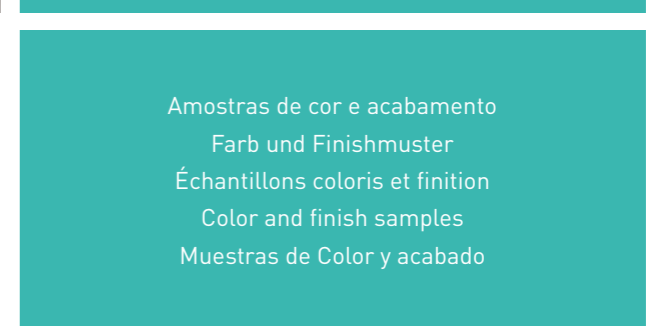 Amostras de cor e acabamento
Farb und Finishmuster
Échantillons coloris et finition
Color and finish samples
Muestras de Color y acabado